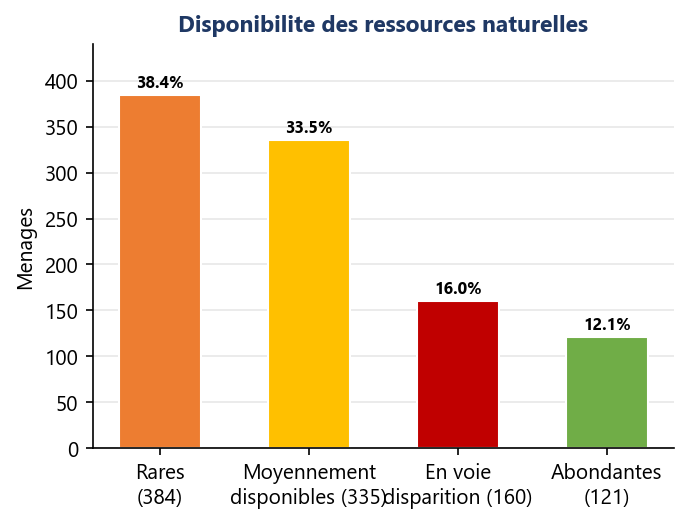 Disponibilite des ressources naturelles
Menages
400
350
300
250
200
150
100
50
0
38.4%
33.5%
16.0%
12.1%
Rares
(384)
Moyennement
disponibles (335)
En voie
disparition (160)
Abondantes
(121)